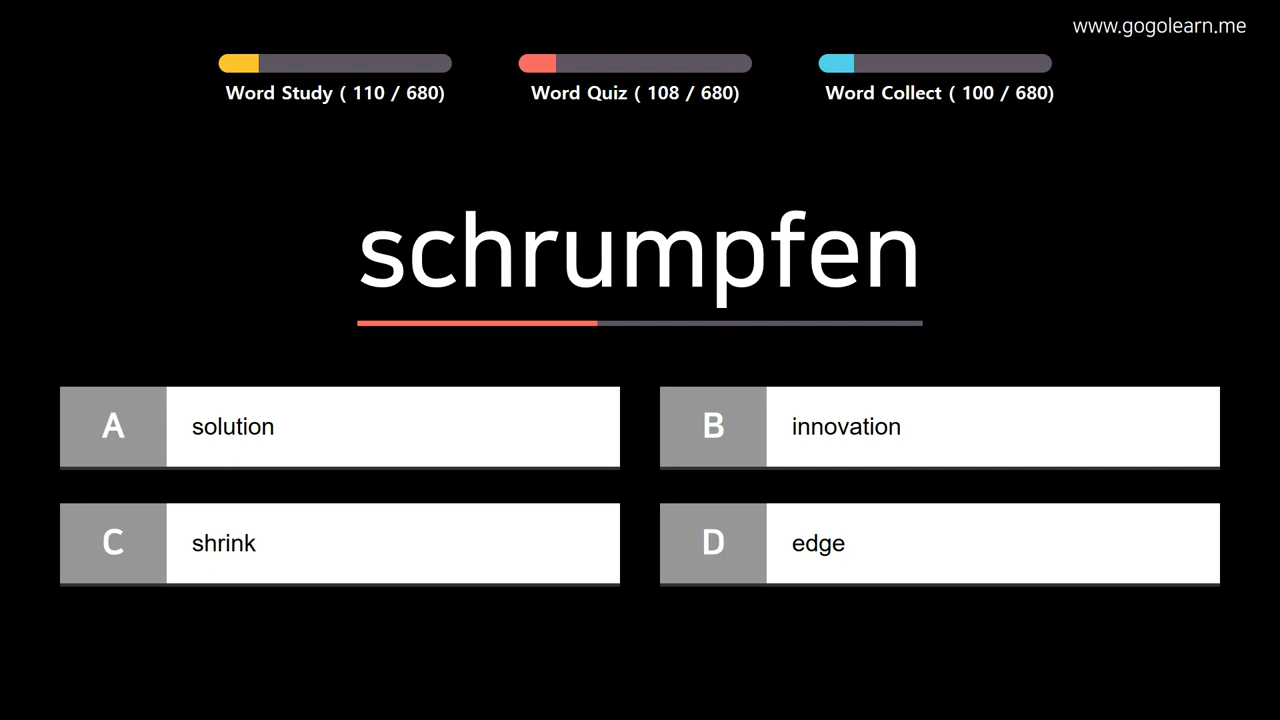 www.gogolearn.me
Word Study ( 110 / 680)
Word Quiz ( 108 / 680)
Word Collect ( 100 / 680)
schrumpfen
A solution
B innovation
C shrink
D edge